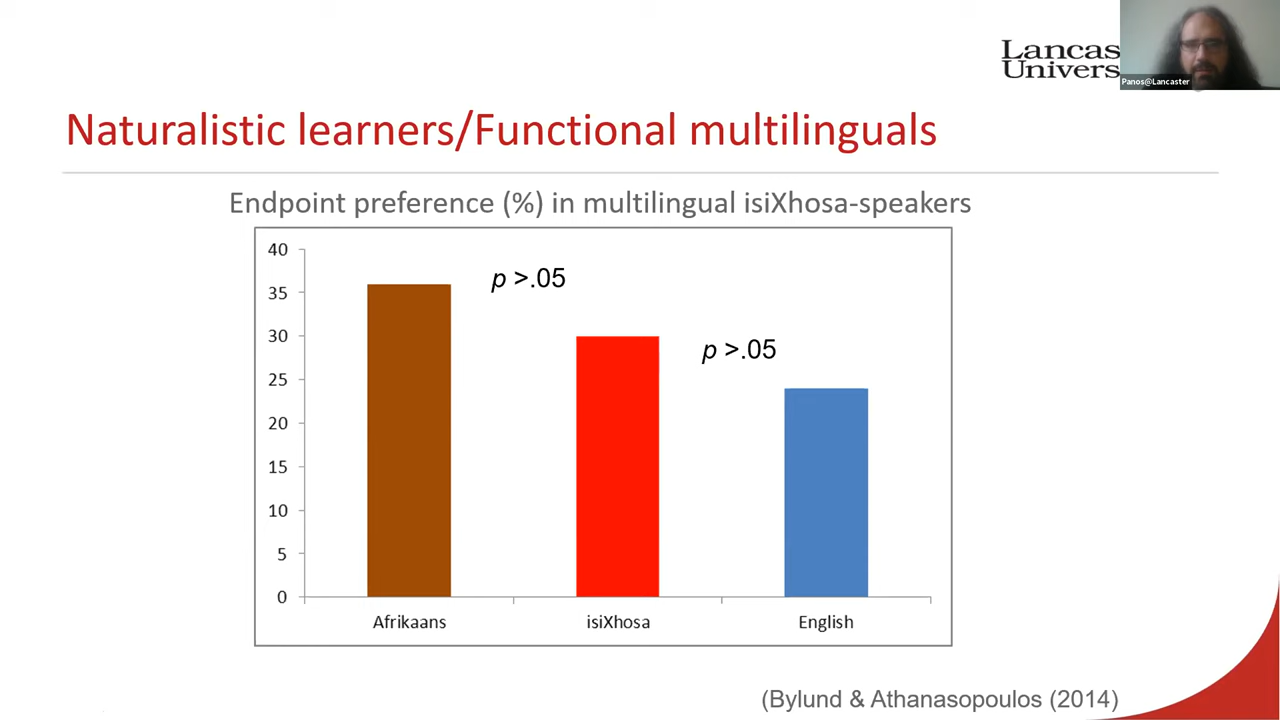 Lancas
Univers
Panos@Lancaster
Naturalistic learners/Functional multilinguals
Endpoint preference (%) in multilingual isiXhosa-speakers
40
35
30
25
20
15
10
5
0
p >.05
p >.05
Afrikaans
isiXhosa
English
(Bylund & Athanasopoulos (2014)